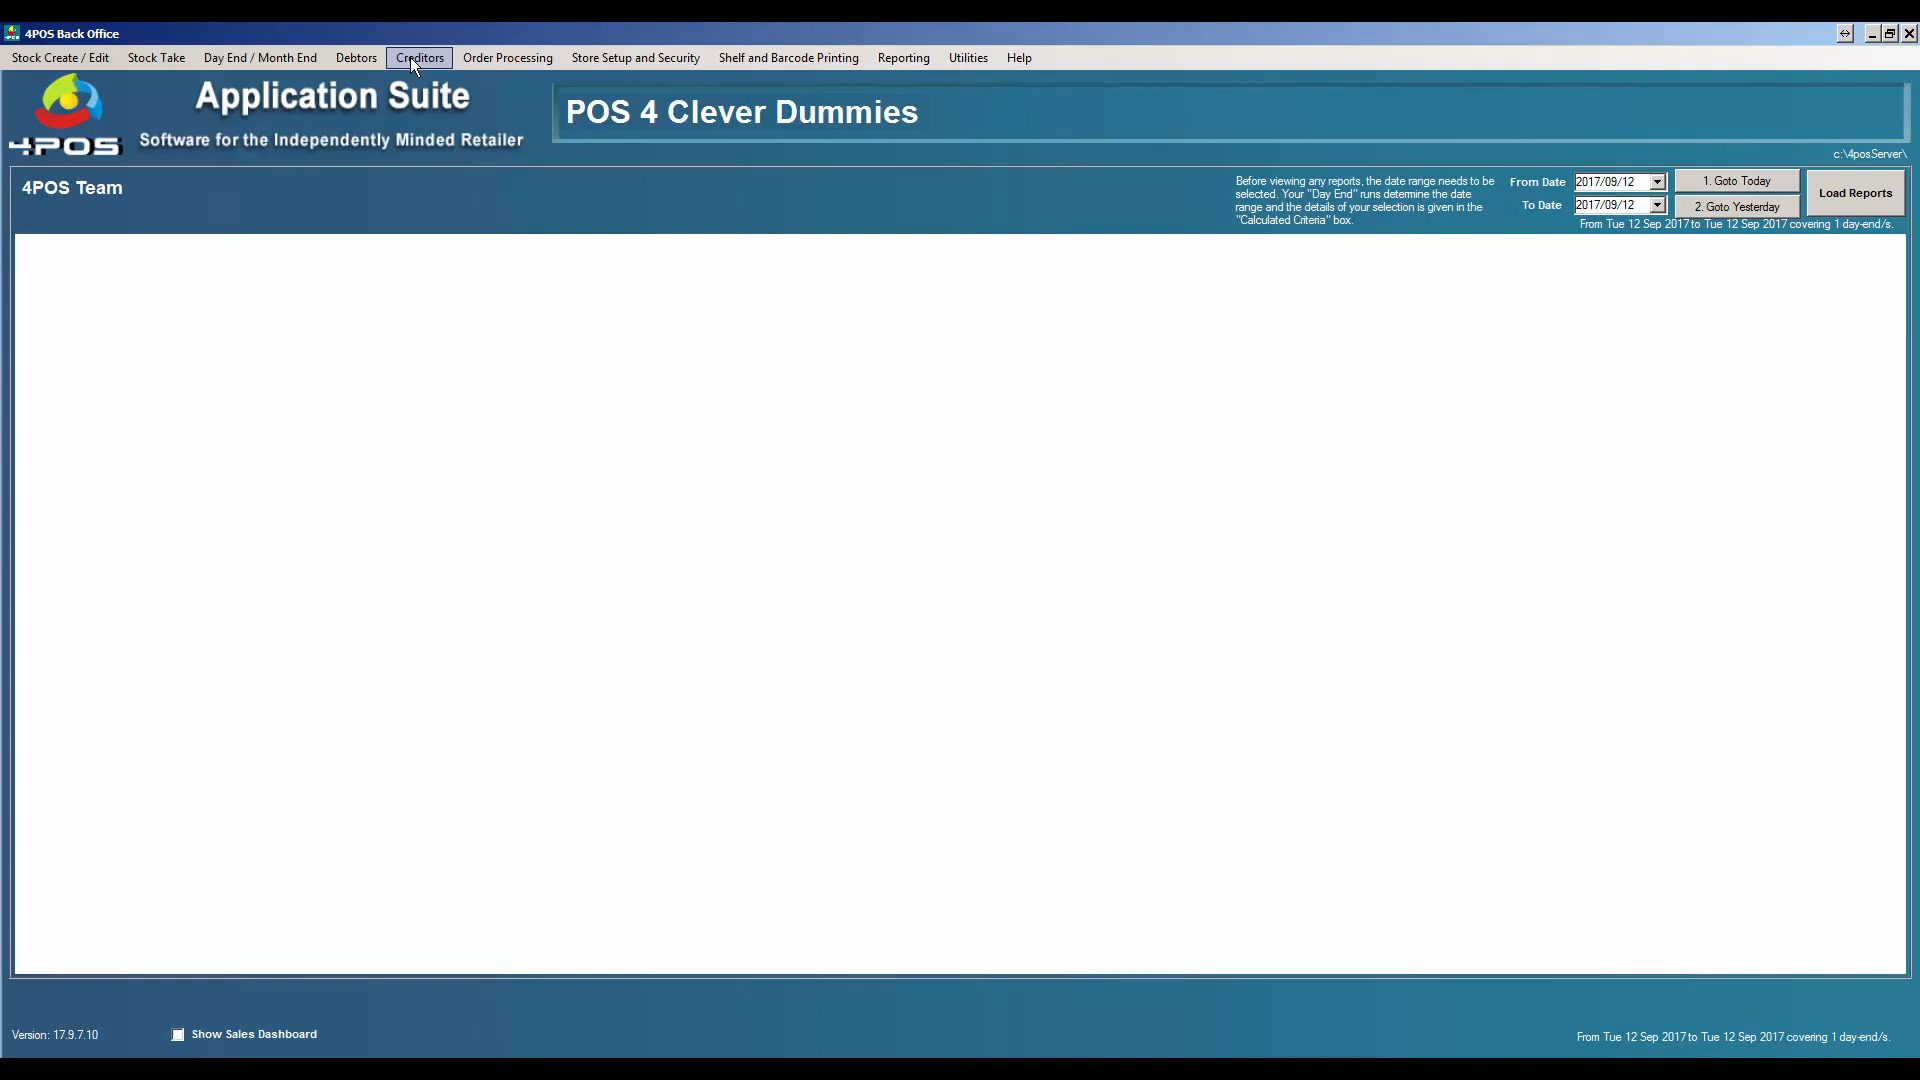 4POS Back Office
Stock Create / Edit Stock Take Day End / Month End Debtors Creditors Order Processing Store Setup and Security Shelf and Barcode Printing Reporting Utilities Help
4POS
Application Suite
Software for the Independently Minded Retailer
POS 4 Clever Dummies
c:\4posServer\
4POS Team
Before viewing any reports, the date range needs to be
selected. Your "Day End" runs determine the date
range and the details of your selection is given in the
"Calculated Criteria" box.
From Date 2017/09/12 1. Goto Today
To Date 2017/09/12 2. Goto Yesterday
Load Reports
From Tue 12 Sep 2017 to Tue 12 Sep 2017 covering 1 day-end/s.
Version: 17.9.7.10 Show Sales Dashboard
From Tue 12 Sep 2017 to Tue 12 Sep 2017 covering 1 day-end/s.